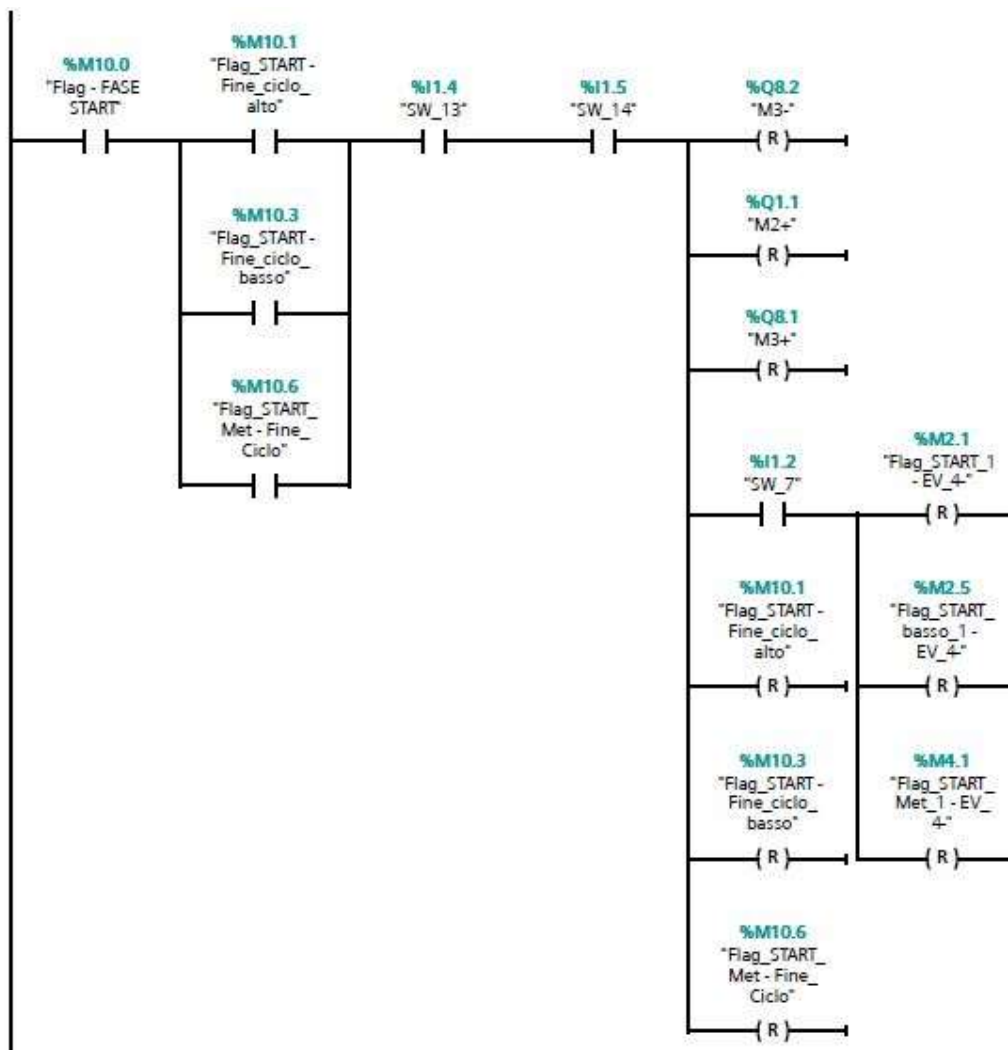 %M10.0
"Flag - FASE
START"
%M10.1
"Flag_START -
Fine_ciclo_
alto"
%I1.4
"SW_13"
%I1.5
"SW_14"
%Q8.2
"M3-"
( R )
%M10.3
"Flag_START -
Fine_ciclo_
basso"
%Q1.1
"M2+"
( R )
%Q8.1
"M3+"
( R )
%M10.6
"Flag_START_
Met - Fine_
Ciclo"
%I1.2
"SW_7"
%M2.1
"Flag_START_1
- EV_4-"
( R )
%M10.1
"Flag_START -
Fine_ciclo_
alto"
( R )
%M2.5
"Flag_START_
basso_1 -
EV_4-"
( R )
%M10.3
"Flag_START -
Fine_ciclo_
basso"
( R )
%M4.1
"Flag_START_
Met_1 - EV_
4-"
( R )
%M10.6
"Flag_START_
Met - Fine_
Ciclo"
( R )